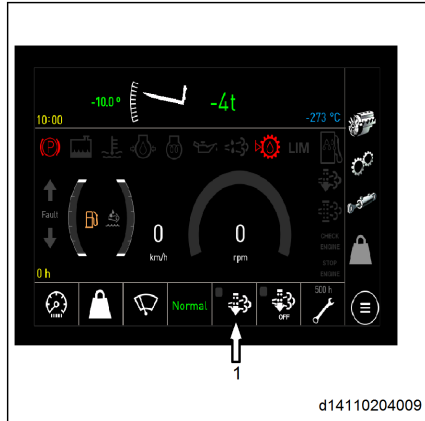 -10.0 °
-4t
10:00
-273 °C
(P)
LIM
Fault
0
km/h
0
rpm
CHECK
ENGINE
STOP
ENGINE
0 h
Normal
OFF
500 h
1
d14110204009